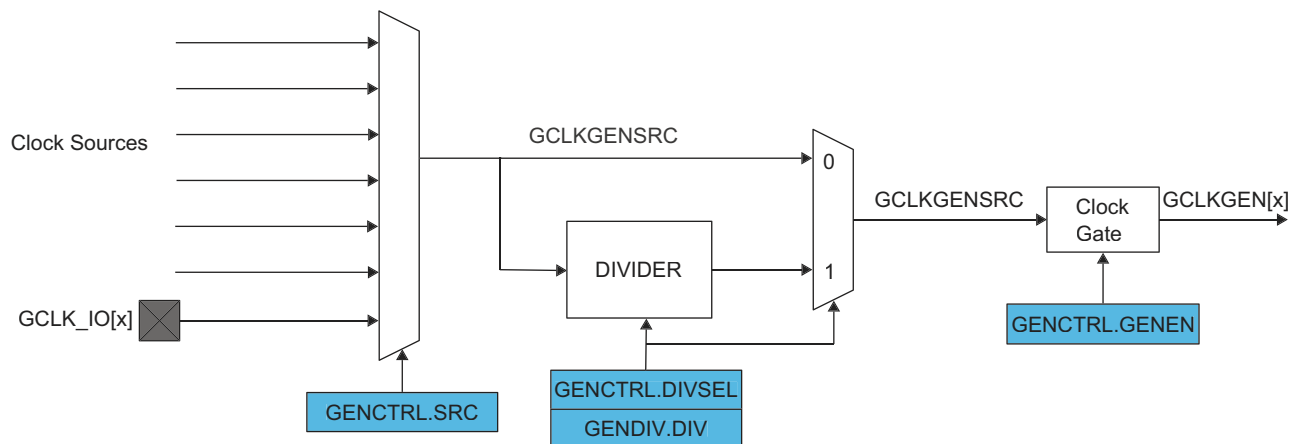 Clock Sources
GCLK_IO[x]
GENCTRL.SRC
GCLKGENSRC
DIVIDER
GENCTRL.DIVSEL
GENDIV.DIV
0
1
GCLKGENSRC
Clock
Gate
GENCTRL.GENEN
GCLKGEN[x]